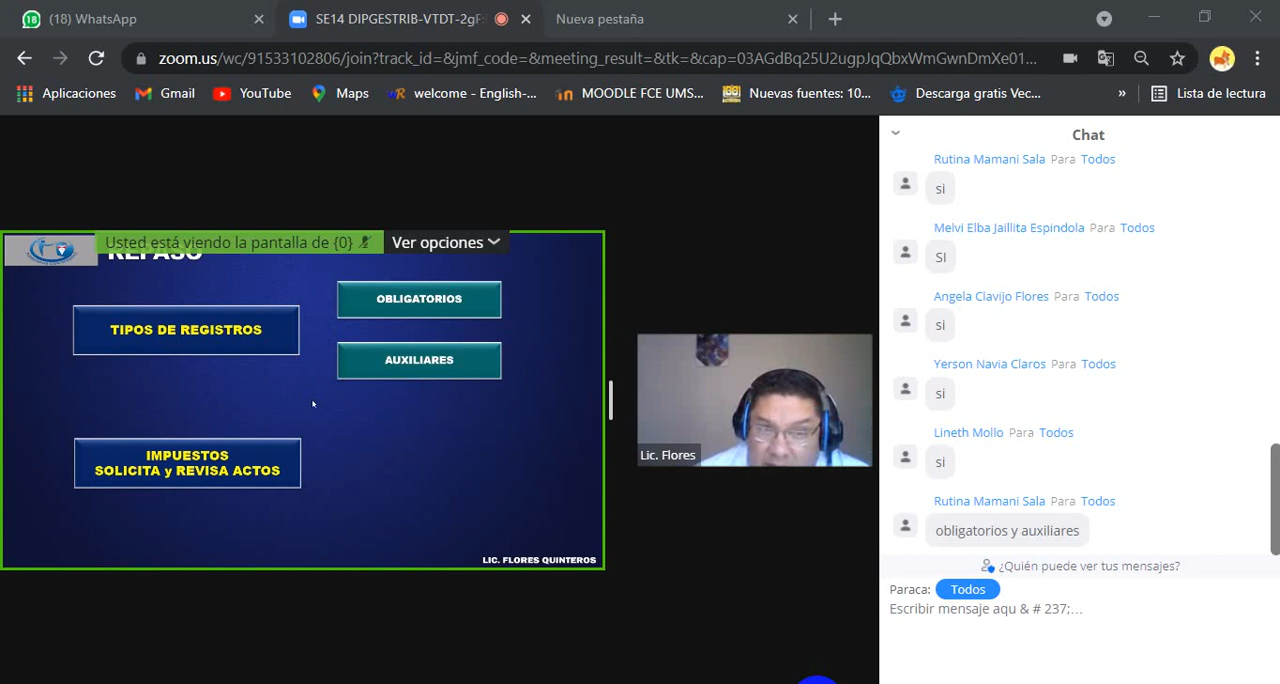 (18) WhatsApp
SE14 DIPGESTRIB-VTDT-2gF
Nueva pestaña
zoom.us/wc/91533102806/join?track_id=&jmf_code=&meeting_result=&tk=&cap=03AGdBq25U2ugpJqQbxWmGwnDmXe01...
Aplicaciones
Gmail
YouTube
Maps
welcome - English-...
MOODLE FCE UMS...
Nuevas fuentes: 10...
Descarga gratis Vec...
»
Lista de lectura
Usted está viendo la pantalla de {0}
Ver opciones
REPASO
TIPOS DE REGISTROS
OBLIGATORIOS
AUXILIARES
IMPUESTOS
SOLICITA y REVISA ACTOS
LIC. FLORES QUINTEROS
Lic. Flores
Chat
Rutina Mamani Sala Para Todos
si
Melvi Elba Jaillita Espindola Para Todos
SI
Angela Clavijo Flores Para Todos
si
Yerson Navia Claros Para Todos
si
Lineth Mollo Para Todos
si
Rutina Mamani Sala Para Todos
obligatorios y auxiliares
¿Quién puede ver tus mensajes?
Paraca: Todos
Escribir mensaje aqu & # 237;...